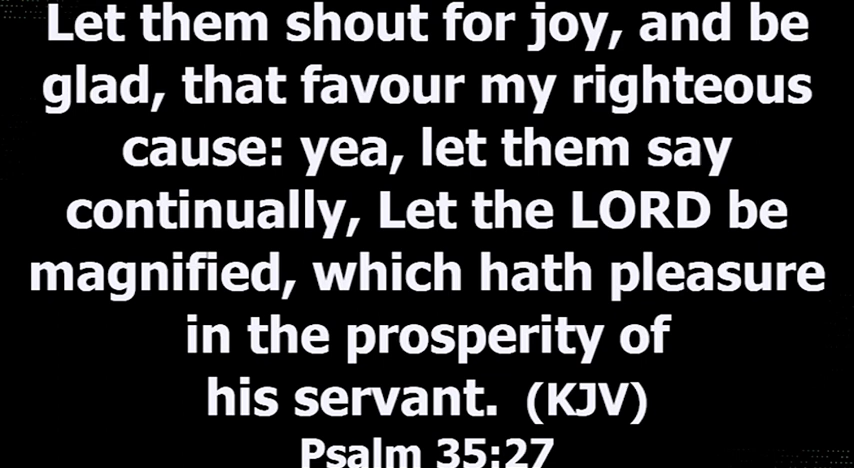 Let them shout for joy, and be
glad, that favour my righteous
cause: yea, let them say
continually, Let the LORD be
magnified, which hath pleasure
in the prosperity of
his servant. (KJV)
Psalm 35:27